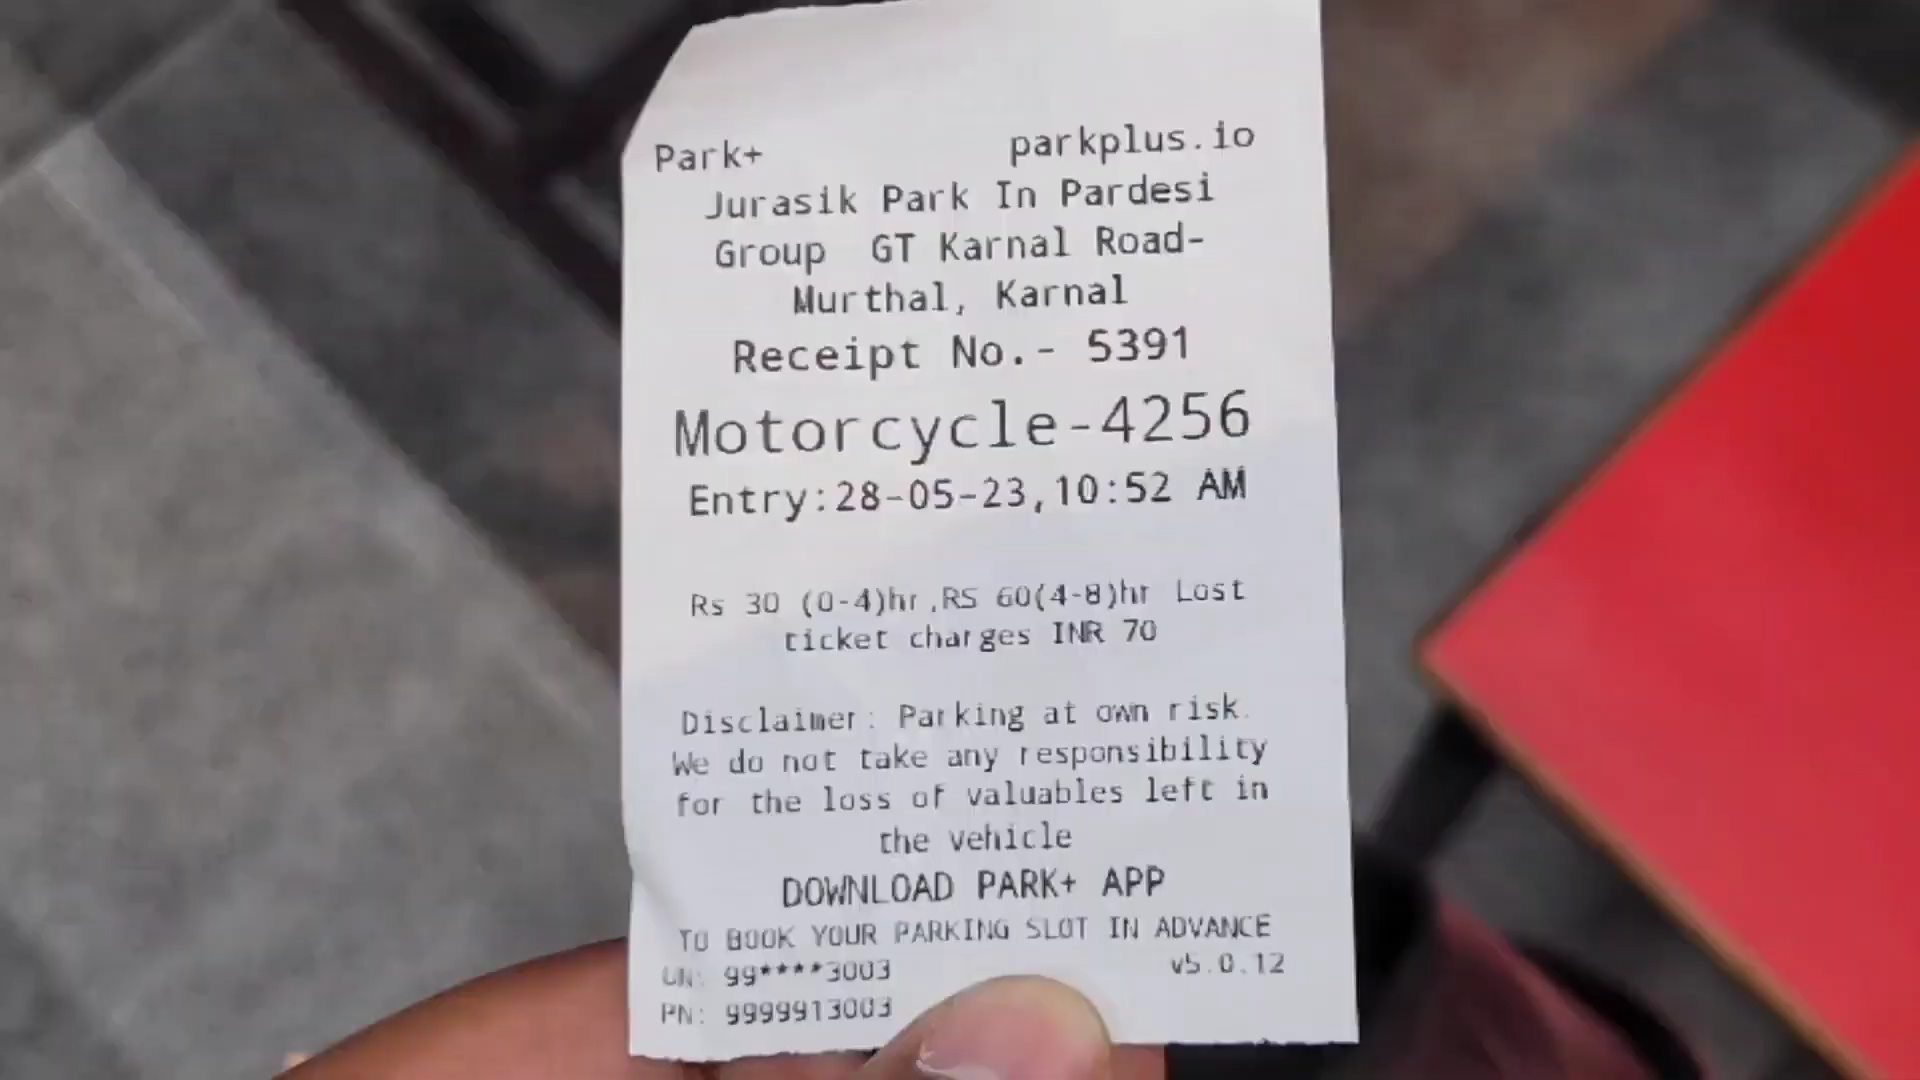 Park+ parkplus.io
Jurasik Park In Pardesi
Group GT Karnal Road-
Murthal, Karnal
Receipt No.- 5391
Motorcycle-4256
Entry:28-05-23,10:52 AM
Rs 30 (0-4)hr,RS 60(4-8)hr Lost
ticket charges INR 70
Disclaimer: Parking at own risk.
We do not take any responsibility
for the loss of valuables left in
the vehicle
DOWNLOAD PARK+ APP
TO BOOK YOUR PARKING SLOT IN ADVANCE
99****3003 v5.0.12
PN: 9999913003